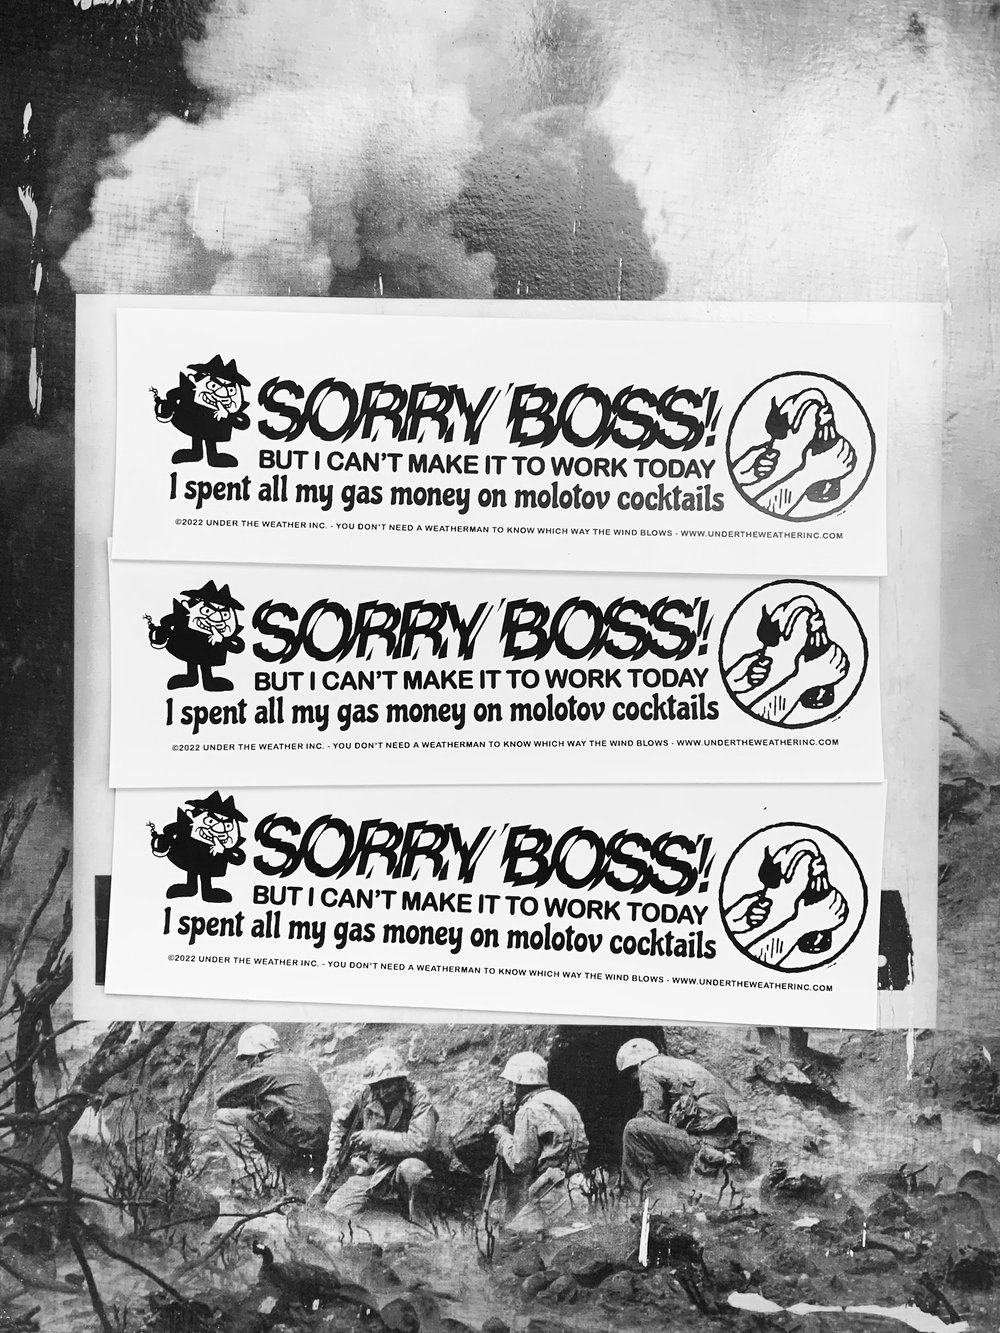 SORRY BOSS!
BUT I CAN'T MAKE IT TO WORK TODAY
I spent all my gas money on molotov cocktails
©2022 UNDER THE WEATHER INC. - YOU DON'T NEED A WEATHERMAN TO KNOW WHICH WAY THE WIND BLOWS - WWW.UNDERTHEWEATHERINC.COM
SORRY BOSS!
BUT I CAN'T MAKE IT TO WORK TODAY
I spent all my gas money on molotov cocktails
©2022 UNDER THE WEATHER INC. - YOU DON'T NEED A WEATHERMAN TO KNOW WHICH WAY THE WIND BLOWS - WWW.UNDERTHEWEATHERINC.COM
SORRY BOSS!
BUT I CAN'T MAKE IT TO WORK TODAY
I spent all my gas money on molotov cocktails
©2022 UNDER THE WEATHER INC. - YOU DON'T NEED A WEATHERMAN TO KNOW WHICH WAY THE WIND BLOWS - WWW.UNDERTHEWEATHERINC.COM